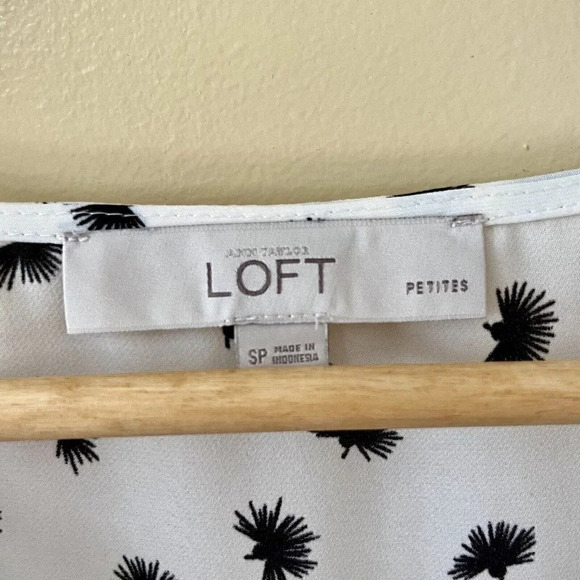 ANN TAYLOR
LOFT
PETITES
SP MADE IN
INDONESIA